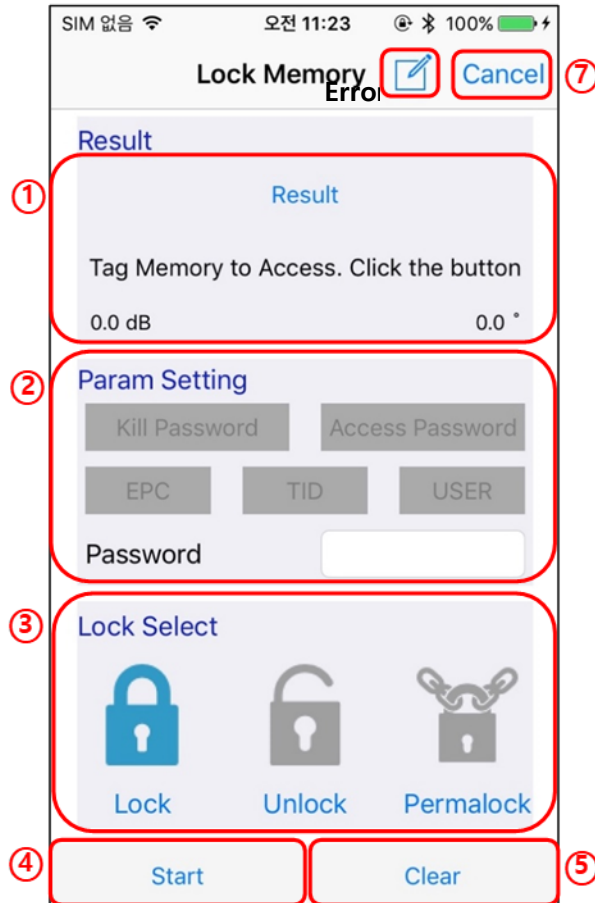 SIM 없음 오전 11:23 100%
Lock Memory Cancel ⑦
Error
Result
① Result
Tag Memory to Access. Click the button
0.0 dB 0.0 °
② Param Setting
Kill Password Access Password
EPC TID USER
Password
③ Lock Select
Lock Unlock Permalock
④ Start Clear ⑤